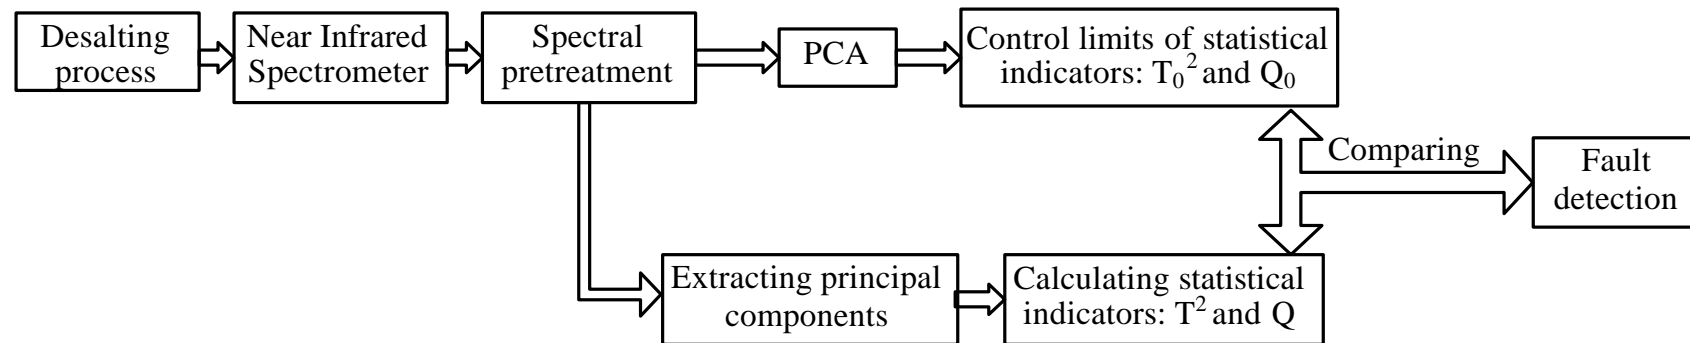 Desalting
process
Near Infrared
Spectrometer
Spectral
pretreatment
PCA
Control limits of statistical
indicators: T₀² and Q₀
Comparing
Fault
detection
Extracting principal
components
Calculating statistical
indicators: T² and Q